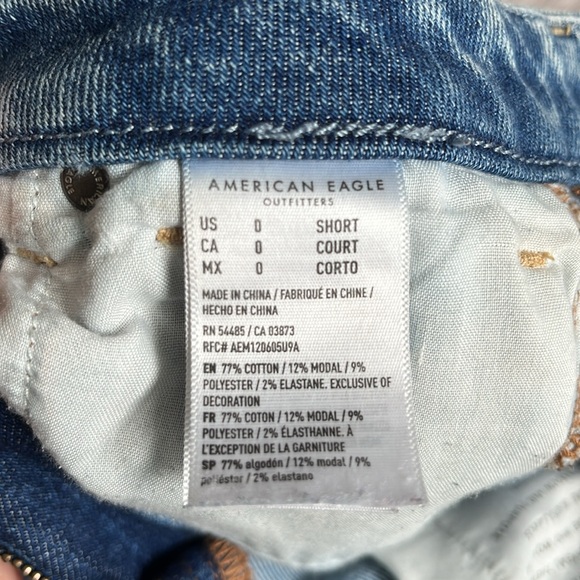 AMERICAN EAGLE
OUTFITTERS
US 0 SHORT
CA 0 COURT
MX 0 CORTO
MADE IN CHINA / FABRIQUÉ EN CHINE /
HECHO EN CHINA
RN 54485 / CA 03873
RFC# AEM120605U9A
EN 77% COTTON / 12% MODAL / 9%
POLYESTER / 2% ELASTANE. EXCLUSIVE OF
DECORATION
FR 77% COTON / 12% MODAL / 9%
POLYESTER / 2% ÉLASTHANNE. À
L'EXCEPTION DE LA GARNITURE
SP 77% algodón / 12% modal / 9%
poliéster / 2% elastano